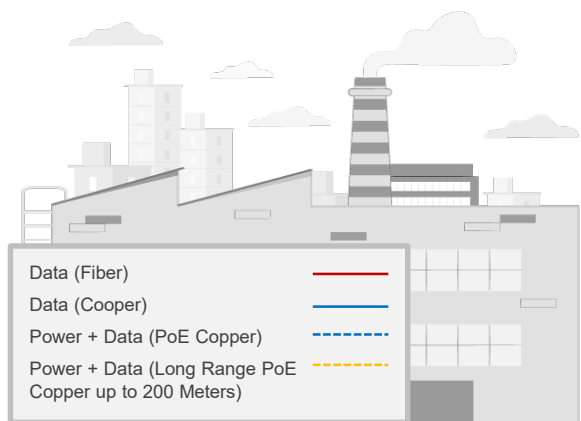 Data (Fiber)
Data (Cooper)
Power + Data (PoE Copper)
Power + Data (Long Range PoE
Copper up to 200 Meters)